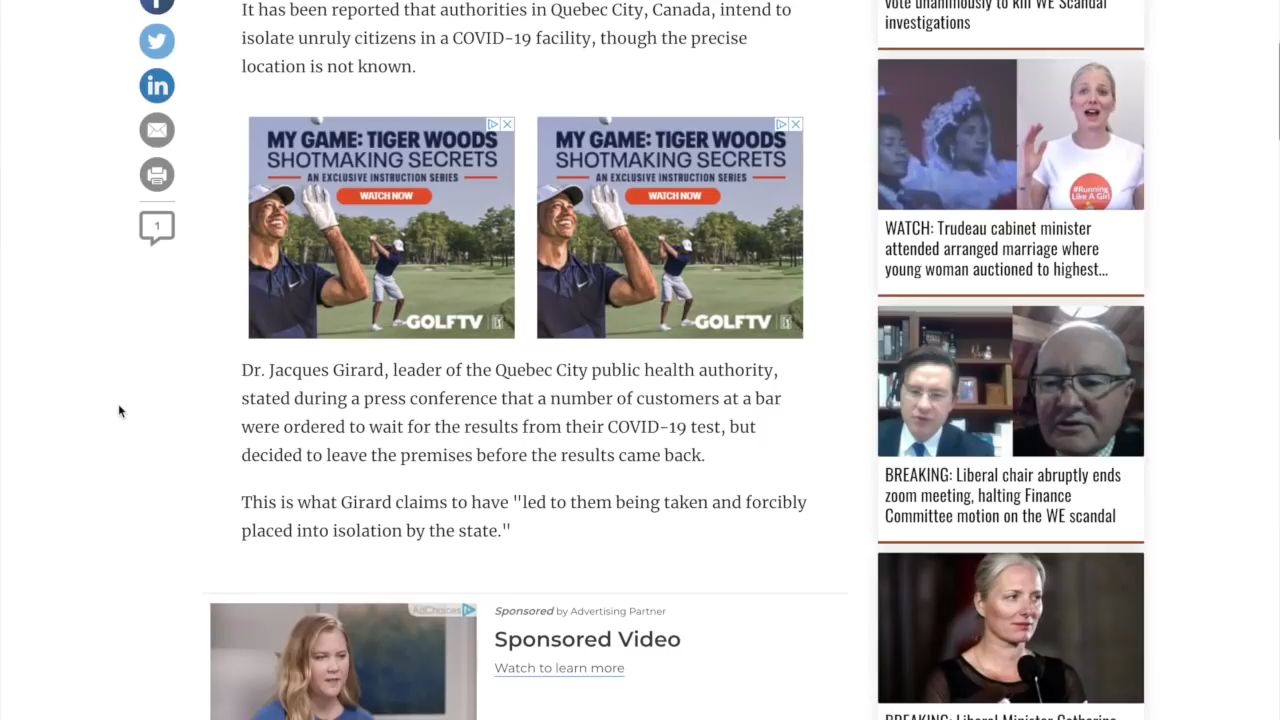 It has been reported that authorities in Quebec City, Canada, intend to
isolate unruly citizens in a COVID-19 facility, though the precise
location is not known.
MY GAME: TIGER WOODS
SHOTMAKING SECRETS
AN EXCLUSIVE INSTRUCTION SERIES
WATCH NOW
GOLFTV
MY GAME: TIGER WOODS
SHOTMAKING SECRETS
AN EXCLUSIVE INSTRUCTION SERIES
WATCH NOW
GOLFTV
1
Dr. Jacques Girard, leader of the Quebec City public health authority,
stated during a press conference that a number of customers at a bar
were ordered to wait for the results from their COVID-19 test, but
decided to leave the premises before the results came back.
This is what Girard claims to have "led to them being taken and forcibly
placed into isolation by the state."
AdChoices
Sponsored by Advertising Partner
Sponsored Video
Watch to learn more
vote unanimously to kill WE Scandal
investigations
#Running
Like A Girl
WATCH: Trudeau cabinet minister
attended arranged marriage where
young woman auctioned to highest...
BREAKING: Liberal chair abruptly ends
zoom meeting, halting Finance
Committee motion on the WE scandal
BREAKING: Liberal Minister Catherine